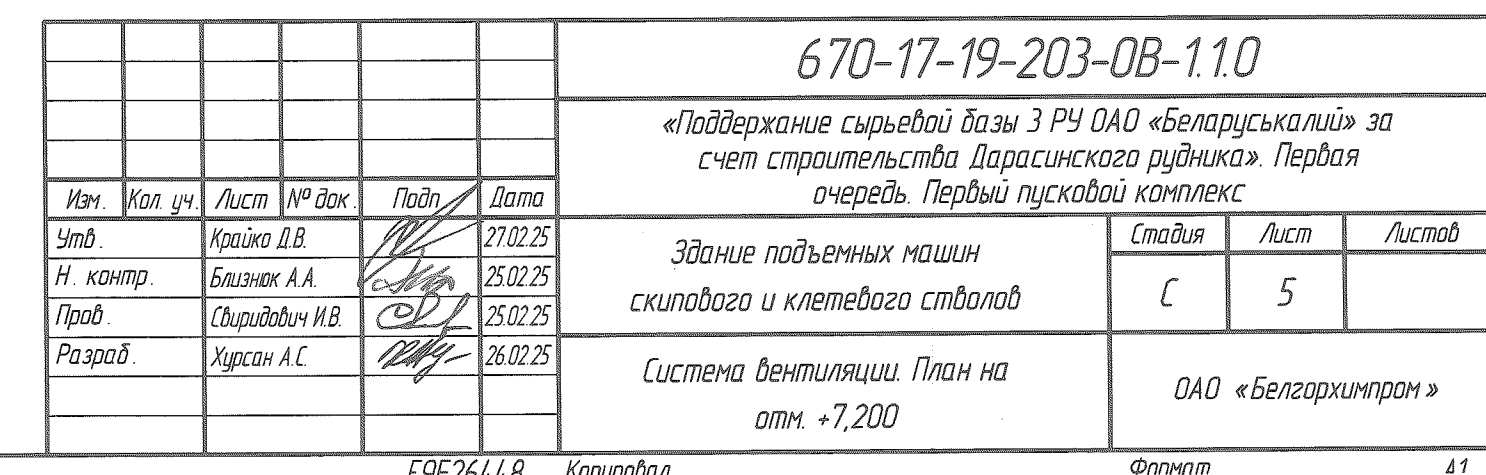 670-17-19-203-ОВ-1.1.0
«Поддержание сырьевой базы 3 РУ ОАО «Беларуськалий» за
счет строительства Дарасинского рудника». Первая
очередь. Первый пусковой комплекс
Изм. Кол. уч. Лист № док. Подп. Дата
Утв. Крайко Д.В. 27.02.25
Н. контр. Близнюк А.А. 25.02.25
Пров. Свиридович И.В. 25.02.25
Разраб. Хурсан А.С. 26.02.25
Здание подъемных машин
скипового и клетевого стволов
Стадия Лист Листов
С 5
Система вентиляции. План на
отм. +7,200
ОАО «Белгорхимпром»
Копировал Формат А1